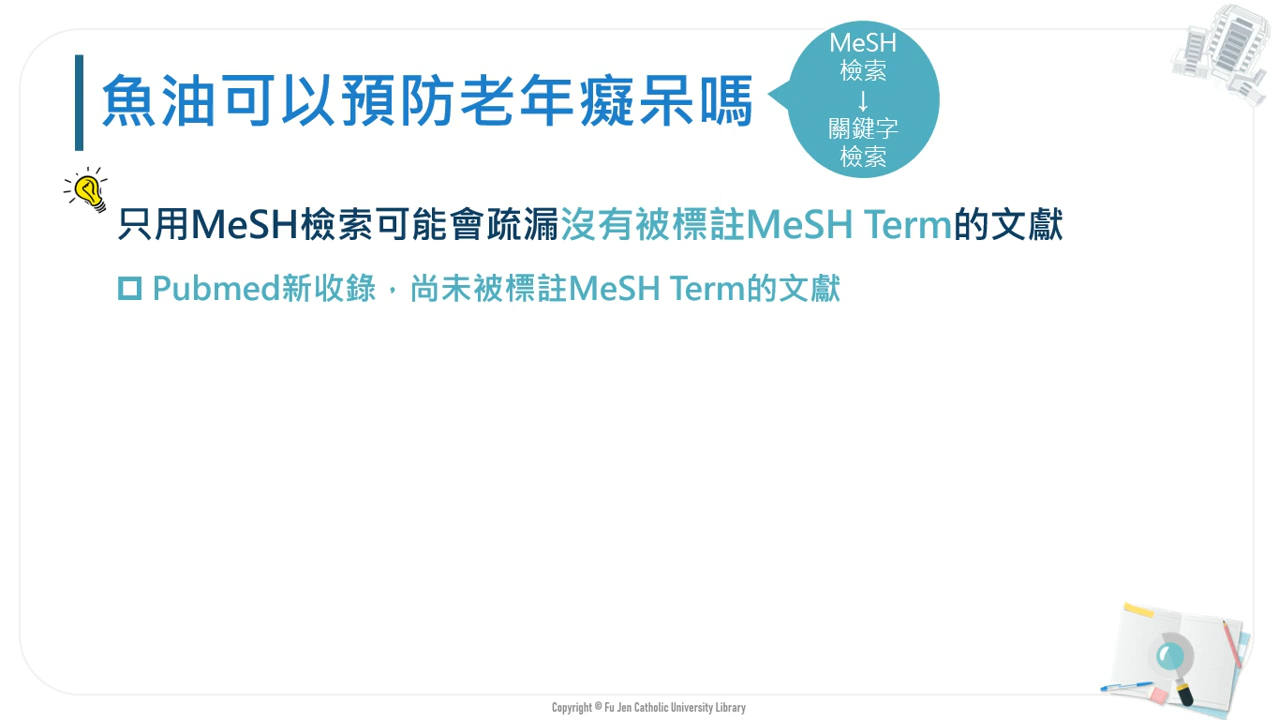 魚油可以預防老年癡呆嗎
MeSH
檢索
↓
關鍵字
檢索
只用MeSH檢索可能會疏漏沒有被標註MeSH Term的文獻
Pubmed新收錄，尚未被標註MeSH Term的文獻
Copyright © Fu Jen Catholic University Library